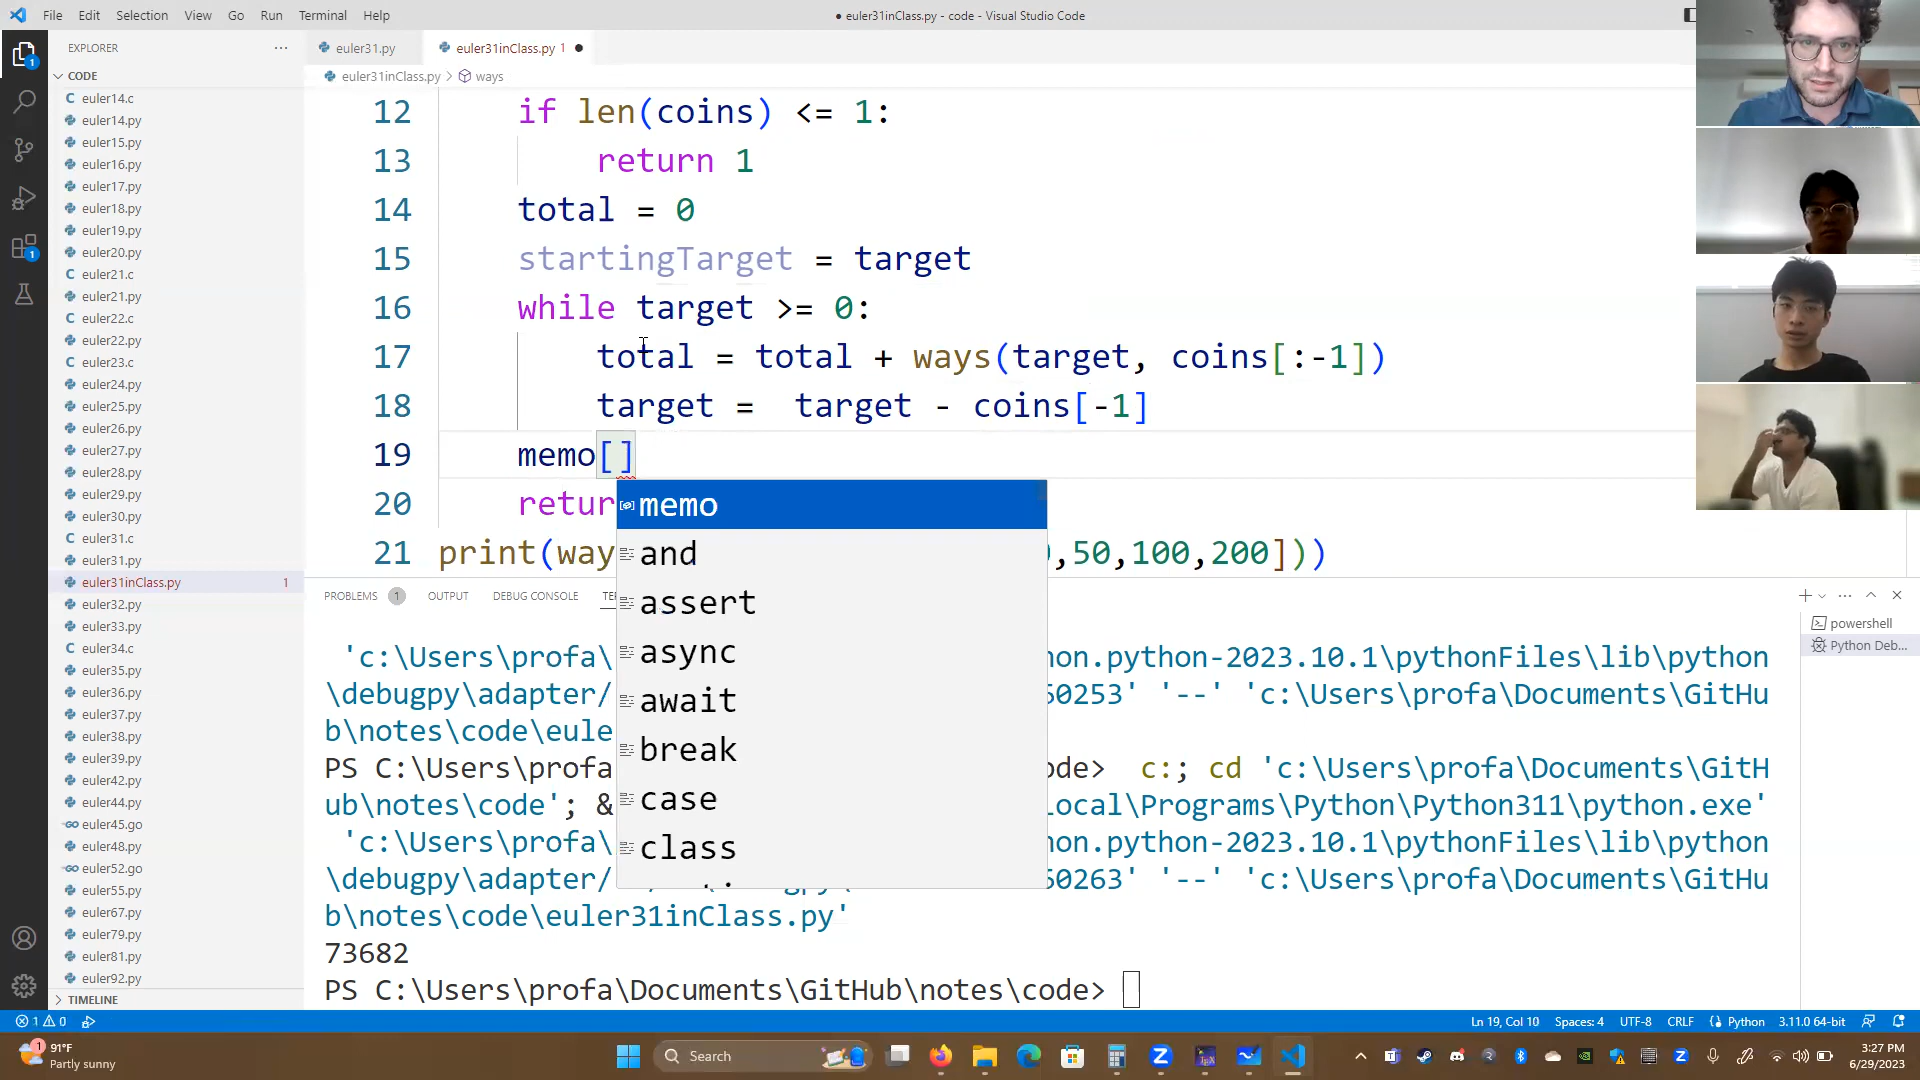 File Edit Selection View Go Run Terminal Help
● euler31inClass.py - code - Visual Studio Code
EXPLORER ···
CODE
euler14.c
euler14.py
euler15.py
euler16.py
euler17.py
euler18.py
euler19.py
euler20.py
euler21.c
euler21.py
euler22.c
euler22.py
euler23.c
euler24.py
euler25.py
euler26.py
euler27.py
euler28.py
euler29.py
euler30.py
euler31.c
euler31.py
euler31inClass.py 1
euler32.py
euler33.py
euler34.c
euler35.py
euler36.py
euler37.py
euler38.py
euler39.py
euler42.py
euler44.py
euler45.go
euler48.py
euler52.go
euler55.py
euler67.py
euler79.py
euler81.py
euler92.py
TIMELINE
euler31.py euler31inClass.py 1 ●
euler31inClass.py > ways
12 if len(coins) <= 1:
13 return 1
14 total = 0
15 startingTarget = target
16 while target >= 0:
17 total = total + ways(target, coins[:-1])
18 target =  target - coins[-1]
19 memo[]
20 retur
21 print(way ,50,100,200]))
memo
and
assert
async
await
break
case
class
PROBLEMS 1 OUTPUT DEBUG CONSOLE
powershell
Python Deb...
'c:\Users\profa\ hon.python-2023.10.1\pythonFiles\lib\python
\debugpy\adapter/ 50253' '--' 'c:\Users\profa\Documents\GitHu
b\notes\code\eule
PS C:\Users\profa ode> c:; cd 'c:\Users\profa\Documents\GitH
ub\notes\code'; & Local\Programs\Python\Python311\python.exe'
'c:\Users\profa\ hon.python-2023.10.1\pythonFiles\lib\python
\debugpy\adapter/ 50263' '--' 'c:\Users\profa\Documents\GitHu
b\notes\code\euler31inClass.py'
73682
PS C:\Users\profa\Documents\GitHub\notes\code>
1 0 Ln 19, Col 10 Spaces: 4 UTF-8 CRLF Python 3.11.0 64-bit
91°F
Partly sunny
Search
3:27 PM
6/29/2023